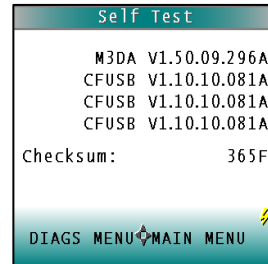 Self Test
M3DA V1.50.09.296A
CFUSB V1.10.10.081A
CFUSB V1.10.10.081A
CFUSB V1.10.10.081A
Checksum: 365F
DIAGS MENU MAIN MENU